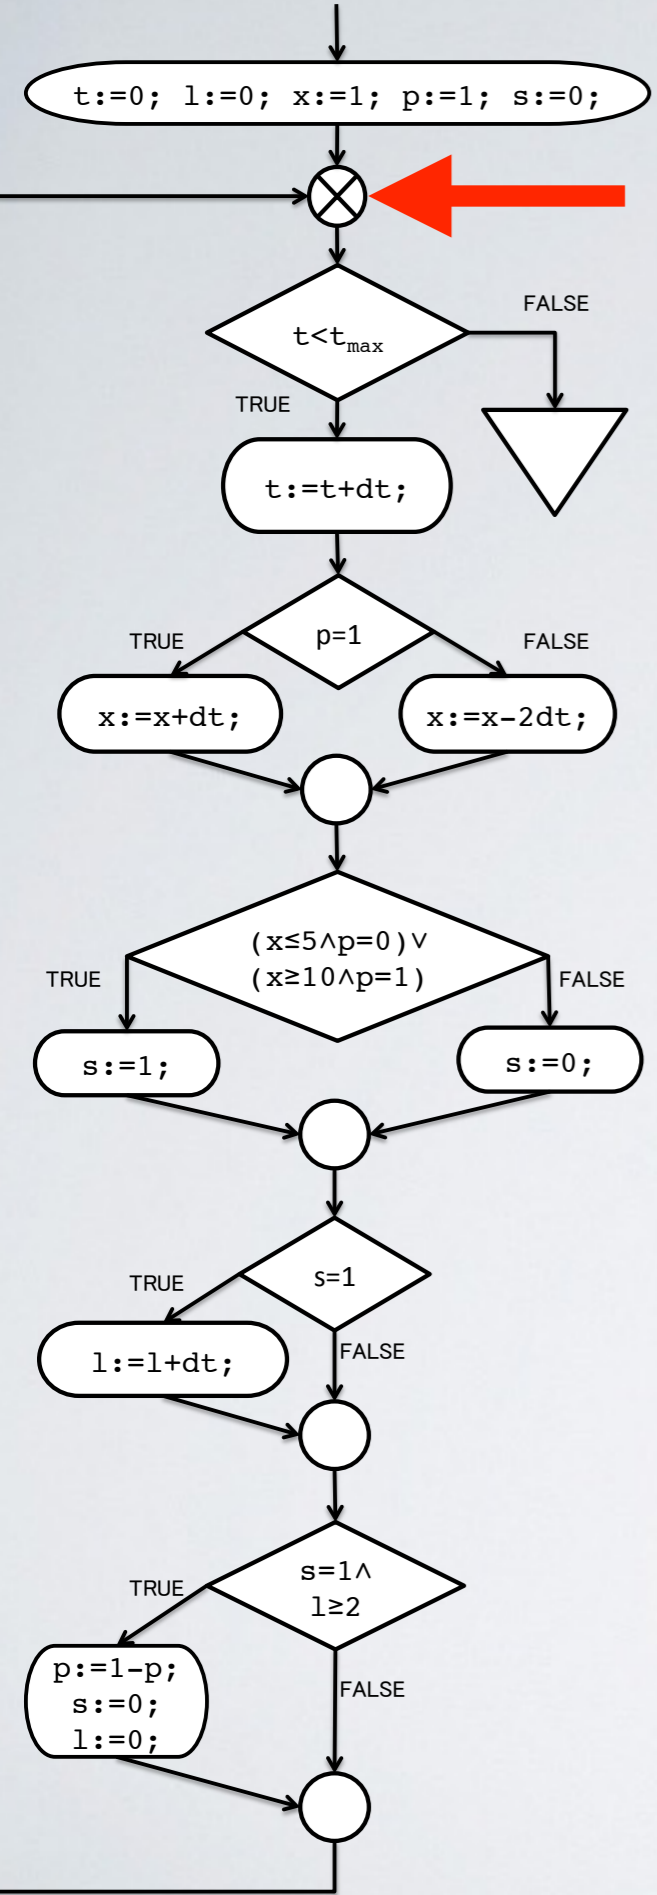 t:=0; l:=0; x:=1; p:=1; s:=0;
t<tmax
FALSE
TRUE
t:=t+dt;
p=1
TRUE
FALSE
x:=x+dt;
x:=x-2dt;
(x≤5∧p=0)∨
(x≥10∧p=1)
TRUE
FALSE
s:=1;
s:=0;
s=1
TRUE
FALSE
l:=l+dt;
s=1∧
l≥2
TRUE
FALSE
p:=1-p;
s:=0;
l:=0;